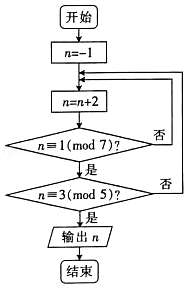 开始
n=-1
n=n+2
n≡1(mod 7)?
否
是
n≡3(mod 5)?
否
是
输出 n
结束